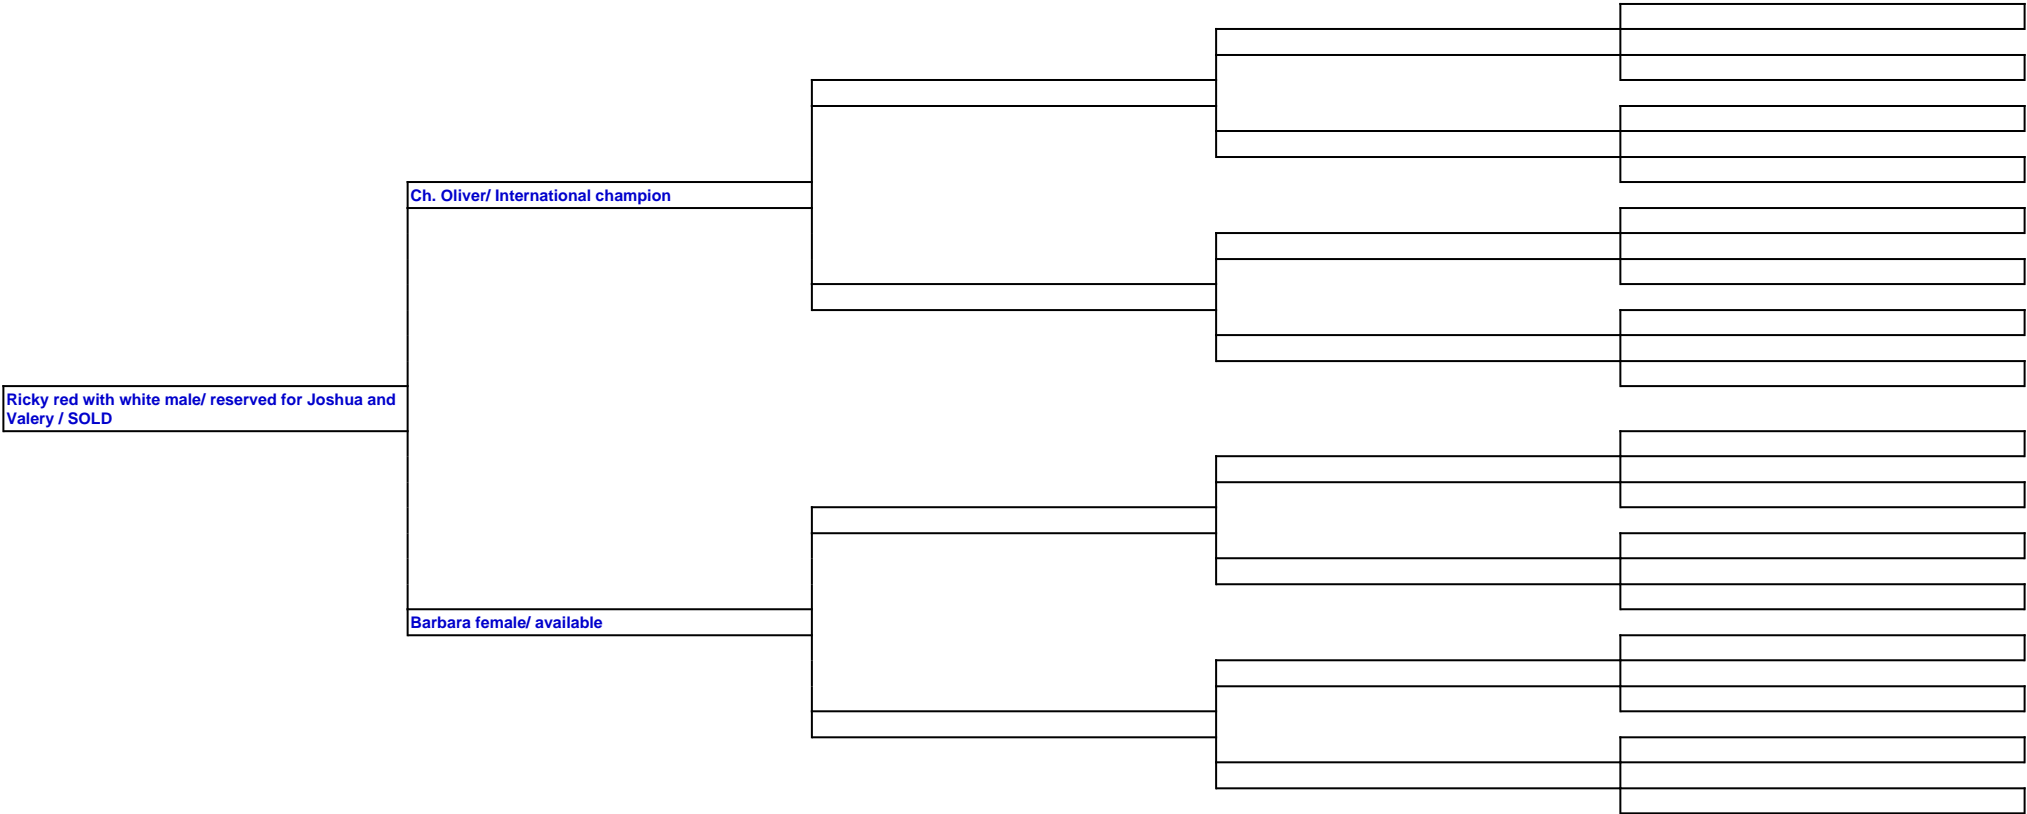 Ch. Oliver/ International champion
Ricky red with white male/ reserved for Joshua and
Valery / SOLD
Barbara female/ available